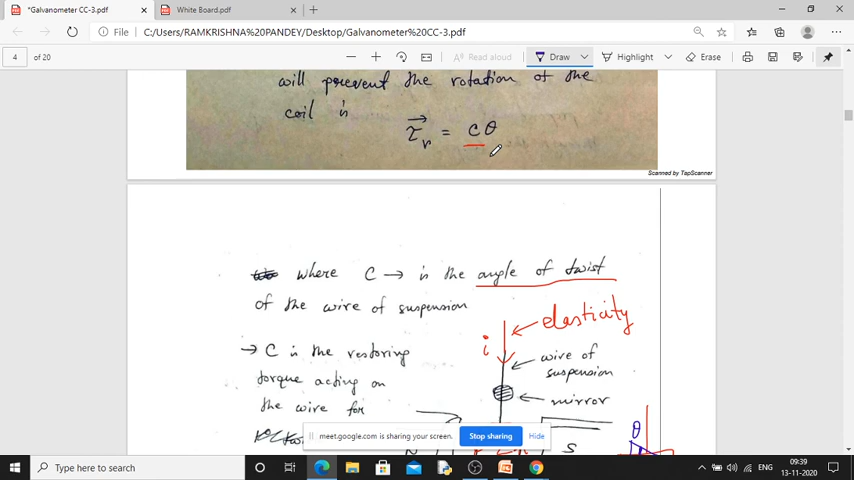 *Galvanometer CC-3.pdf
White Board.pdf
C:/Users/RAMKRISHNA PANDEY/Desktop/Galvanometer%20CC-3.pdf
4 of 20
Read aloud
Draw
Highlight
Erase
will prevent the rotation of the
coil is
τr = cθ
Scanned by TapScanner
where C → is the angle of twist
of the wire of suspension
elasticity
i
→ C is the restoring
torque acting on
the wire for
wire of
suspension
mirror
θ
N
S
meet.google.com is sharing your screen.
Stop sharing
Hide
Type here to search
ENG
09:39
13-11-2020